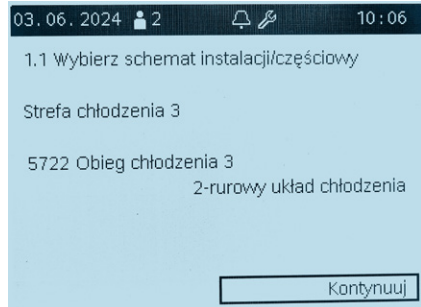 03.06.2024 2 10:06
1.1 Wybierz schemat instalacji/częściowy
Strefa chłodzenia 3
5722 Obieg chłodzenia 3
2-rurowy układ chłodzenia
Kontynuuj